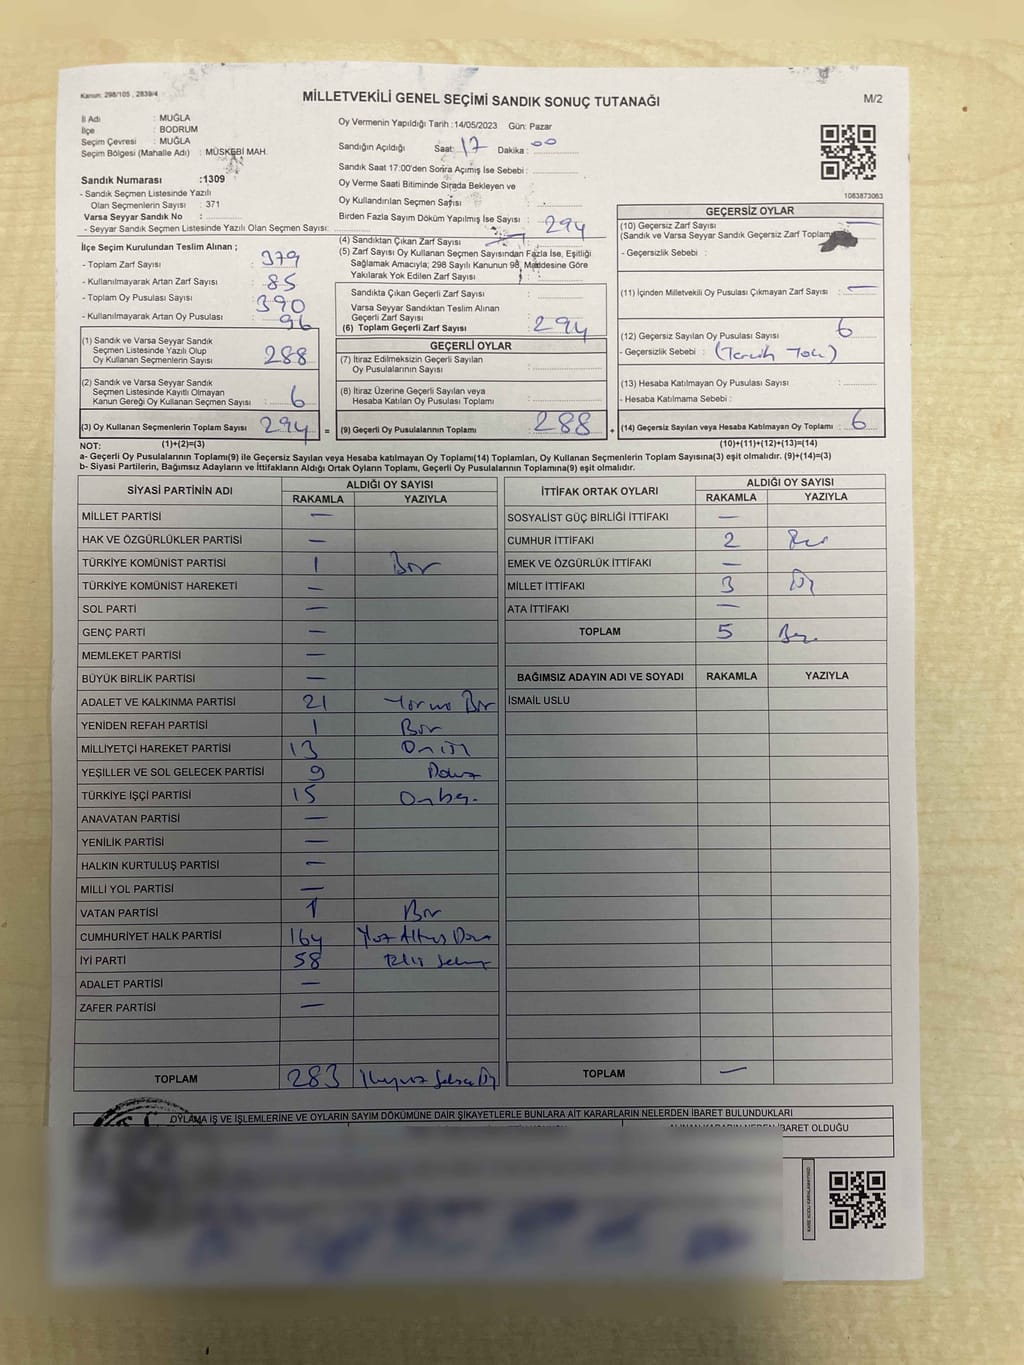 Kanun: 298/105 , 2839/4
MİLLETVEKİLİ GENEL SEÇİMİ SANDIK SONUÇ TUTANAĞI
M/2
İl Adı : MUĞLA
İlçe : BODRUM
Seçim Çevresi : MUĞLA
Seçim Bölgesi (Mahalle Adı) : MÜSKEBİ MAH.
Sandık Numarası :1309
- Sandık Seçmen Listesinde Yazılı
Olan Seçmenlerin Sayısı : 371
Varsa Seyyar Sandık No :
- Seyyar Sandık Seçmen Listesinde Yazılı Olan Seçmen Sayısı:
Oy Vermenin Yapıldığı Tarih :14/05/2023 Gün: Pazar
Sandığın Açıldığı Saat: 17 Dakika : 00
Sandık Saat 17:00'den Sonra Açımış İse Sebebi :
Oy Verme Saati Bitiminde Sırada Bekleyen ve
Oy Kullandırılan Seçmen Sayısı :
Birden Fazla Sayım Döküm Yapılmış İse Sayısı :
1083873063
İlçe Seçim Kurulundan Teslim Alınan ;
- Toplam Zarf Sayısı : 379
- Kullanılmayarak Artan Zarf Sayısı : 85
- Toplam Oy Pusulası Sayısı : 390
- Kullanılmayarak Artan Oy Pusulası : 96
(1) Sandık ve Varsa Seyyar Sandık
Seçmen Listesinde Yazılı Olup
Oy Kullanan Seçmenlerin Sayısı : 288
(2) Sandık ve Varsa Seyyar Sandık
Seçmen Listesinde Kayıtlı Olmayan
Kanun Gereği Oy Kullanan Seçmen Sayısı : 6
(3) Oy Kullanan Seçmenlerin Toplam Sayısı : 294 =
(4) Sandıktan Çıkan Zarf Sayısı : 294
(5) Zarf Sayısı Oy Kullanan Seçmen Sayısından Fazla İse, Eşitliği
Sağlamak Amacıyla; 298 Sayılı Kanunun 98. Maddesine Göre
Yakılarak Yok Edilen Zarf Sayısı :
Sandıkta Çıkan Geçerli Zarf Sayısı :
Varsa Seyyar Sandıktan Teslim Alınan
Geçerli Zarf Sayısı :
(6) Toplam Geçerli Zarf Sayısı : 294
GEÇERLİ OYLAR
(7) İtiraz Edilmeksizin Geçerli Sayılan
Oy Pusulalarının Sayısı :
(8) İtiraz Üzerine Geçerli Sayılan veya
Hesaba Katılan Oy Pusulası Toplamı :
(9) Geçerli Oy Pusulalarının Toplamı : 288 +
GEÇERSİZ OYLAR
(10) Geçersiz Zarf Sayısı : —
(Sandık ve Varsa Seyyar Sandık Geçersiz Zarf Toplamı)
- Geçersizlik Sebebi :
(11) İçinden Milletvekili Oy Pusulası Çıkmayan Zarf Sayısı : —
(12) Geçersiz Sayılan Oy Pusulası Sayısı : 6
- Geçersizlik Sebebi :
(13) Hesaba Katılmayan Oy Pusulası Sayısı :
- Hesaba Katılmama Sebebi :
(14) Geçersiz Sayılan veya Hesaba Katılmayan Oy Toplamı : 6
NOT: (1)+(2)=(3) (10)+(11)+(12)+(13)=(14)
a- Geçerli Oy Pusulalarının Toplamı(9) ile Geçersiz Sayılan veya Hesaba Katılmayan Oy Toplamı(14) Toplamları, Oy Kullanan Seçmenlerin Toplam Sayısına(3) eşit olmalıdır. (9)+(14)=(3)
b- Siyasi Partilerin, Bağımsız Adayların ve İttifakların Aldığı Ortak Oyların Toplamı, Geçerli Oy Pusulalarının Toplamına(9) eşit olmalıdır.
SİYASİ PARTİNİN ADI ALDIĞI OY SAYISI
RAKAMLA YAZIYLA
MİLLET PARTİSİ —
HAK VE ÖZGÜRLÜKLER PARTİSİ —
TÜRKİYE KOMÜNİST PARTİSİ 1 Bir
TÜRKİYE KOMÜNİST HAREKETİ —
SOL PARTİ —
GENÇ PARTİ —
MEMLEKET PARTİSİ —
BÜYÜK BİRLİK PARTİSİ —
ADALET VE KALKINMA PARTİSİ 21 Yirmi Bir
YENİDEN REFAH PARTİSİ 1 Bir
MİLLİYETÇİ HAREKET PARTİSİ 13 Onüç
YEŞİLLER VE SOL GELECEK PARTİSİ 9 Dokuz
TÜRKİYE İŞÇİ PARTİSİ 15 Onbeş
ANAVATAN PARTİSİ —
YENİLİK PARTİSİ —
HALKIN KURTULUŞ PARTİSİ —
MİLLİ YOL PARTİSİ —
VATAN PARTİSİ 1 Bir
CUMHURİYET HALK PARTİSİ 164 Yüz Altmış Dört
İYİ PARTİ 58 Elli Sekiz
ADALET PARTİSİ —
ZAFER PARTİSİ —
TOPLAM 283 İkiyüz Seksen Üç
İTTİFAK ORTAK OYLARI ALDIĞI OY SAYISI
RAKAMLA YAZIYLA
SOSYALİST GÜÇ BİRLİĞİ İTTİFAKI —
CUMHUR İTTİFAKI 2
EMEK VE ÖZGÜRLÜK İTTİFAKI —
MİLLET İTTİFAKI 3 Üç
ATA İTTİFAKI —
TOPLAM 5 Beş
BAĞIMSIZ ADAYIN ADI VE SOYADI RAKAMLA YAZIYLA
İSMAİL USLU
TOPLAM —
OYLAMA İŞ VE İŞLEMLERİNE VE OYLARIN SAYIM DÖKÜMÜNE DAİR ŞİKAYETLERLE BUNLARA AİT KARARLARIN NELERDEN İBARET BULUNDUKLARI
ALINAN KARARIN NEDEN İBARET OLDUĞU